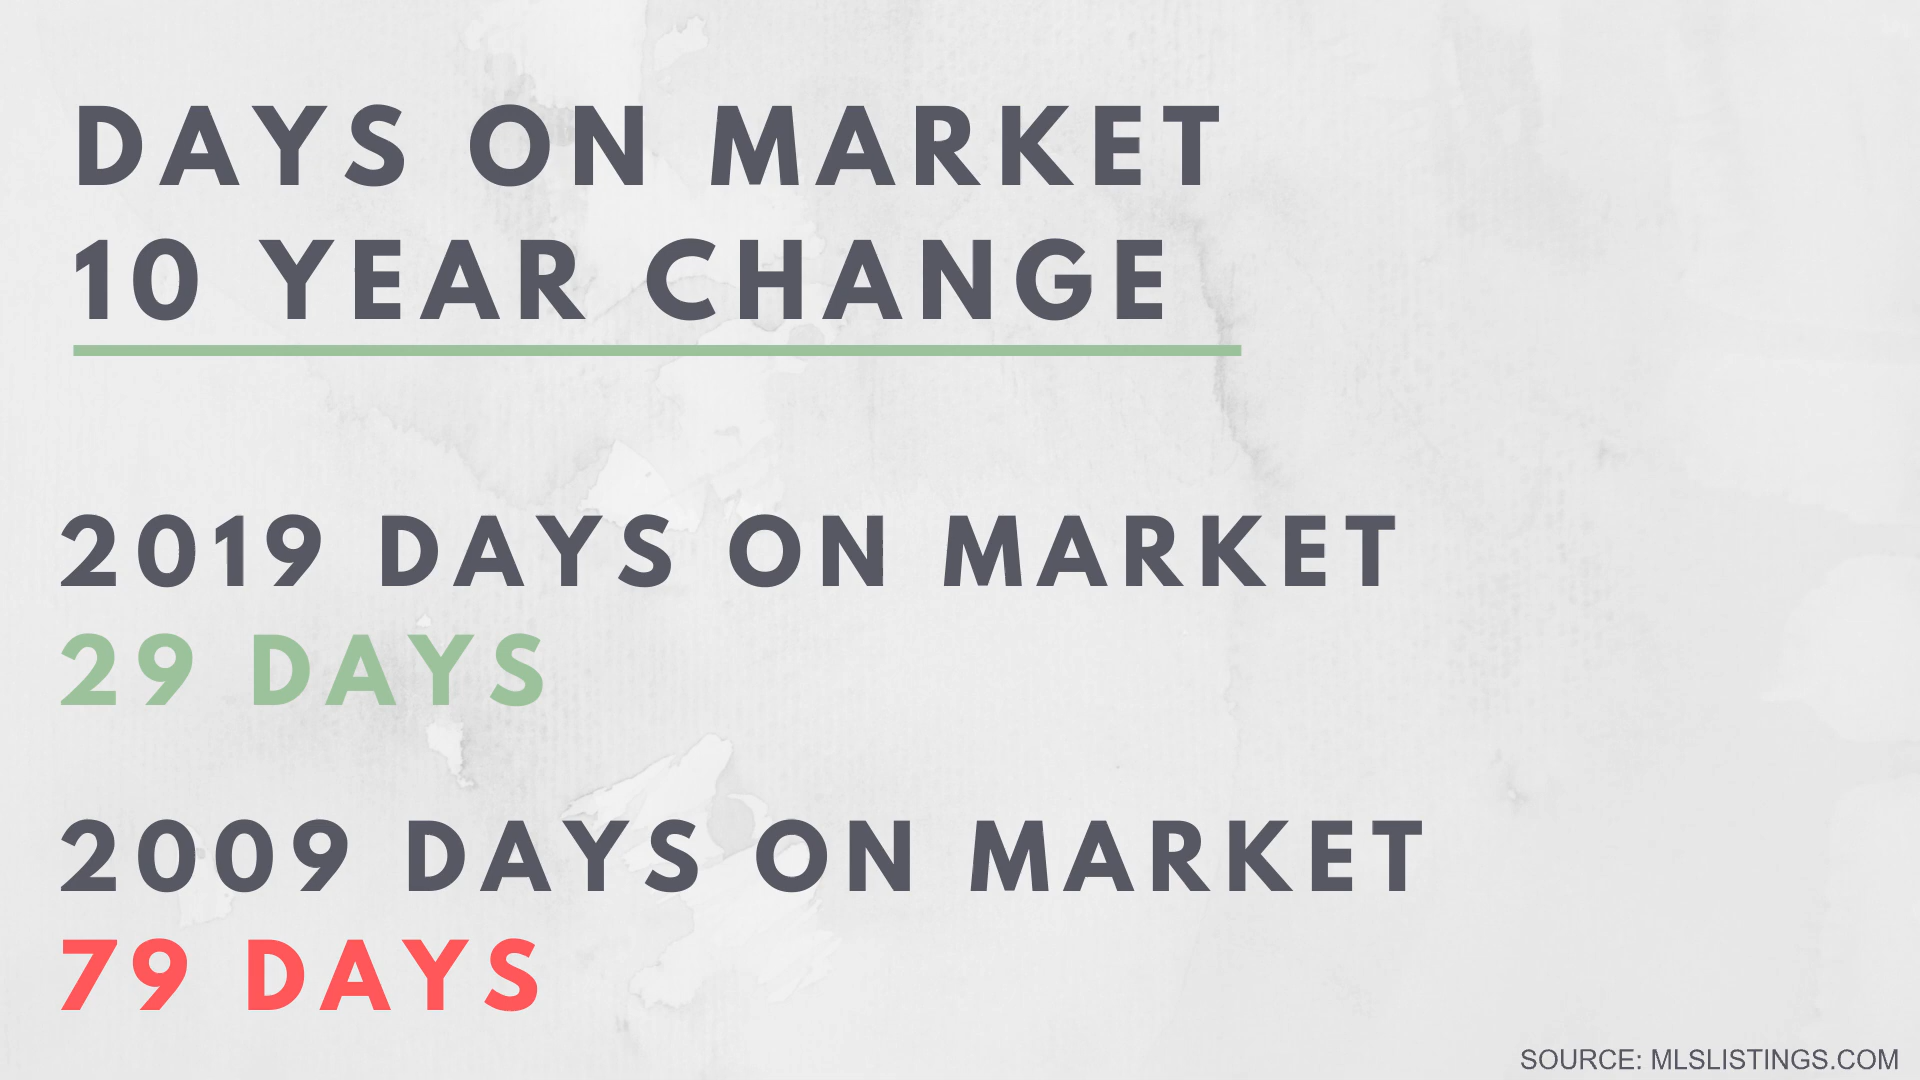 DAYS ON MARKET
10 YEAR CHANGE
2019 DAYS ON MARKET
29 DAYS
2009 DAYS ON MARKET
79 DAYS
SOURCE: MLSLISTINGS.COM